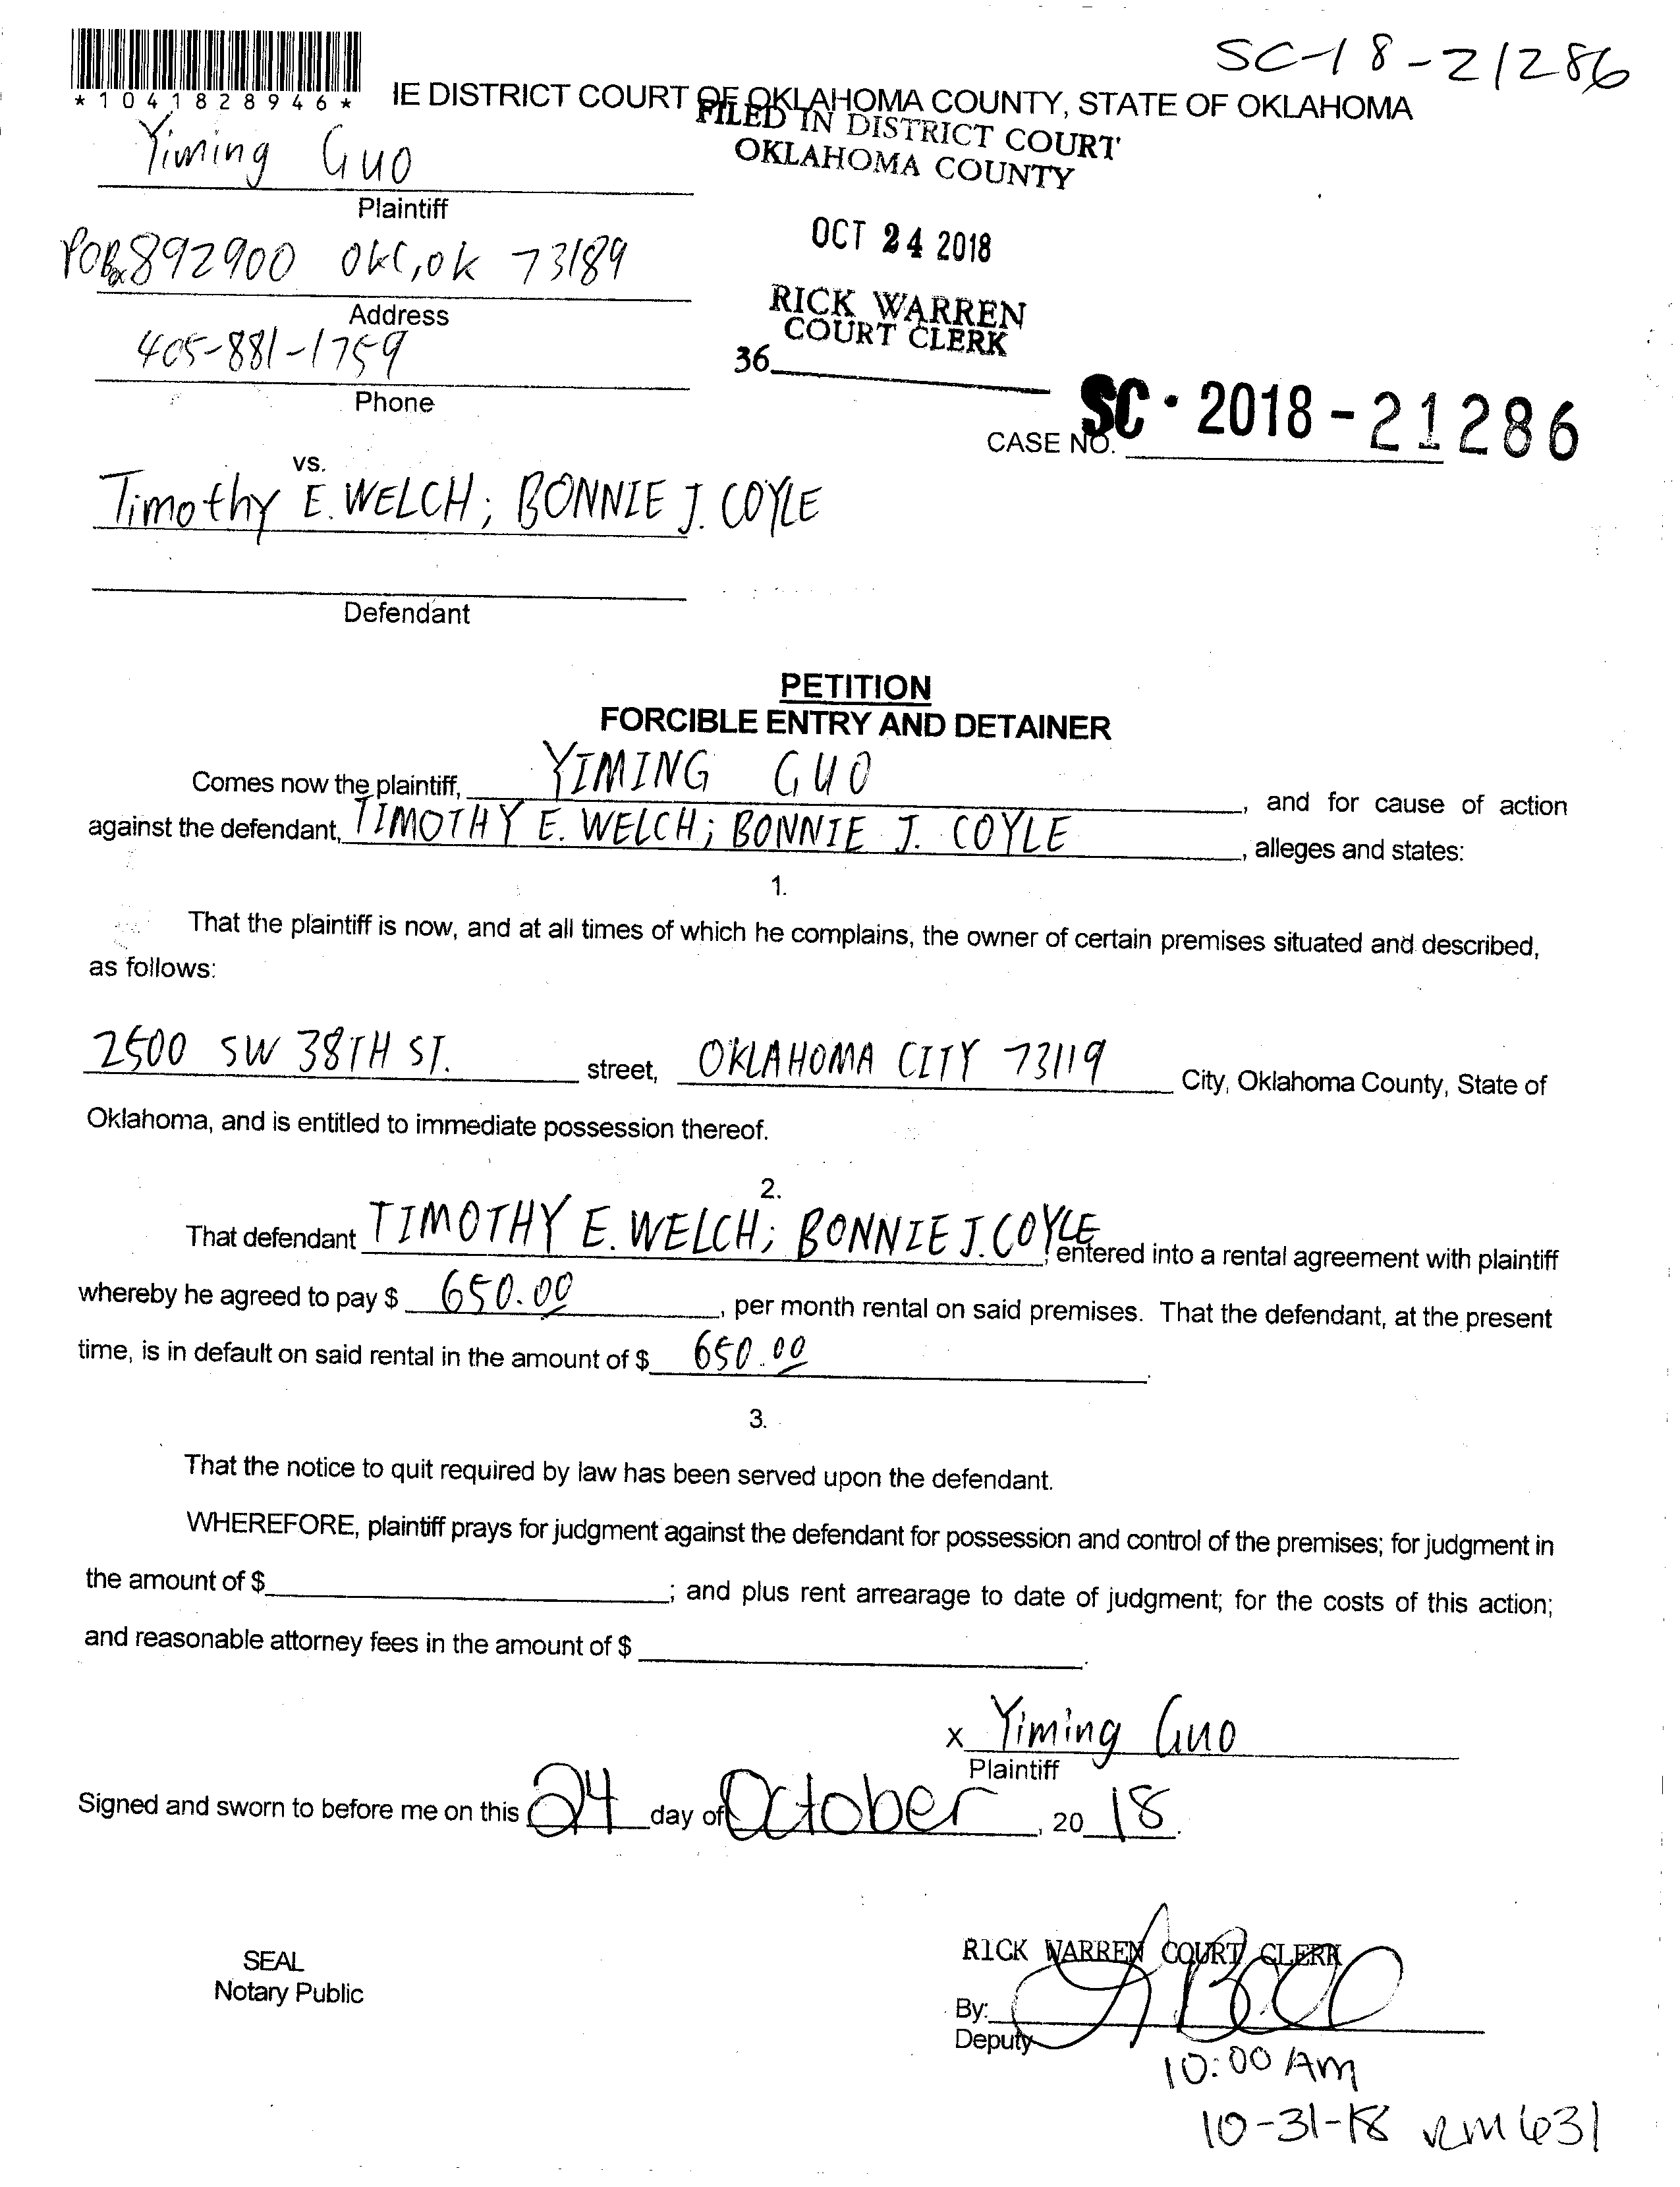 SC-18-21286
*1041828946*
IE DISTRICT COURT OF OKLAHOMA COUNTY, STATE OF OKLAHOMA
FILED IN DISTRICT COURT
OKLAHOMA COUNTY
Yiming Guo
Plaintiff
POBox 892900 OKC, OK 73189
OCT 24 2018
Address
RICK WARREN
COURT CLERK
405-881-1759
36
Phone
CASE NO. SC-2018-21286
vs.
Timothy E. WELCH; BONNIE J. COYLE
Defendant
PETITION
FORCIBLE ENTRY AND DETAINER
Comes now the plaintiff, YIMING GUO, and for cause of action
against the defendant, TIMOTHY E. WELCH; BONNIE J. COYLE, alleges and states:
1.
That the plaintiff is now, and at all times of which he complains, the owner of certain premises situated and described,
as follows:
2500 SW 38TH ST. street, OKLAHOMA CITY 73119 City, Oklahoma County, State of
Oklahoma, and is entitled to immediate possession thereof.
2.
That defendant TIMOTHY E. WELCH; BONNIE J. COYLE, entered into a rental agreement with plaintiff
whereby he agreed to pay $ 650.00, per month rental on said premises. That the defendant, at the present
time, is in default on said rental in the amount of $ 650.00.
3.
That the notice to quit required by law has been served upon the defendant.
WHEREFORE, plaintiff prays for judgment against the defendant for possession and control of the premises; for judgment in
the amount of $; and plus rent arrearage to date of judgment; for the costs of this action;
and reasonable attorney fees in the amount of $.
x Yiming Guo
Plaintiff
Signed and sworn to before me on this 24 day of October, 2018.
RICK WARREN COURT CLERK
SEAL
Notary Public
By:
Deputy
10:00 AM
10-31-18 RM 631